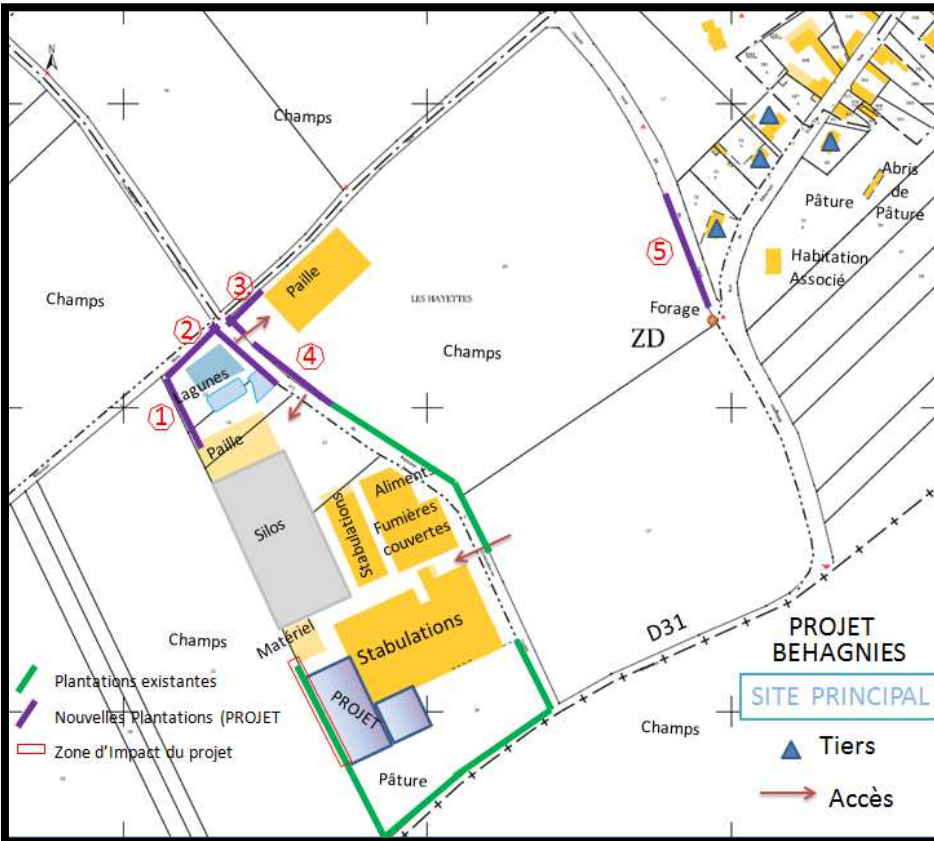 N
Champs
Abris
de
Pâture
Pâture
5
Habitation
Associé
3
Paille
LES HAYETTES
Champs
Forage
ZD
2
4
Champs
Lagunes
1
Paille
Aliments
Silos
Stabulations
Fumières
couvertes
Champs
Matériel
Stabulations
D31
PROJET
BEHAGNIES
SITE PRINCIPAL
Plantations existantes
PROJET
Nouvelles Plantations (PROJET
Champs
Tiers
Zone d'Impact du projet
Pâture
Accès